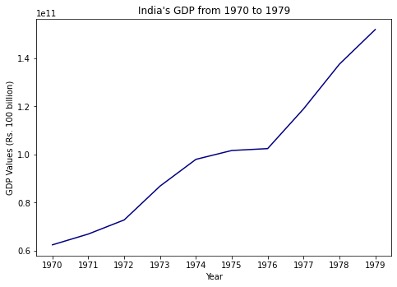 India's GDP from 1970 to 1979
1e11
1.4
1.2
1.0
0.8
0.6
GDP Values (Rs. 100 billion)
1970 1971 1972 1973 1974 1975 1976 1977 1978 1979
Year